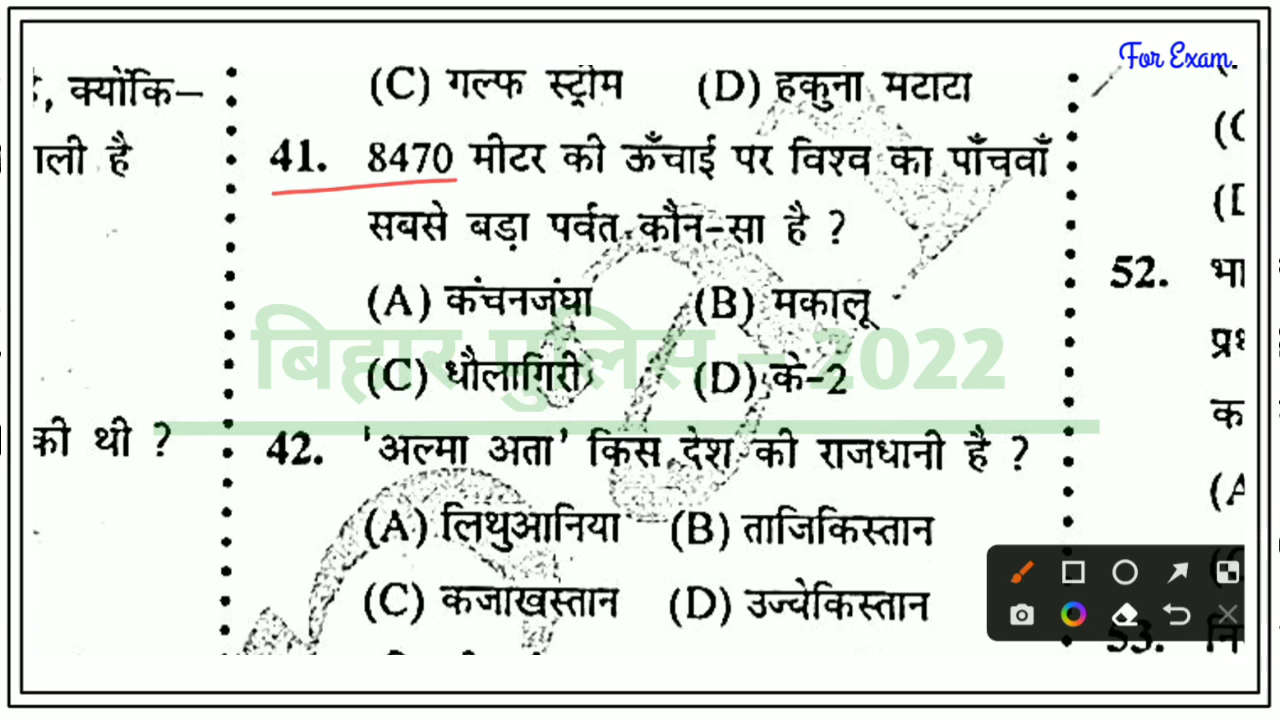 For Exam.
, क्योंकि–
ाली है
की थी ?
(C) गल्फ स्ट्रीम (D) हकुना मटाटा
41. 8470 मीटर की ऊँचाई पर विश्व का पाँचवाँ
सबसे बड़ा पर्वत कौन-सा है ?
(A) कंचनजंघा (B) मकालू
(C) धौलागिरी (D) के-2
बिहार पुलिस – 2022
42. 'अल्मा अता' किस देश की राजधानी है ?
(A) लिथुआनिया (B) ताजिकिस्तान
(C) कजाखस्तान (D) उज्वेकिस्तान
52. भा
53. नि